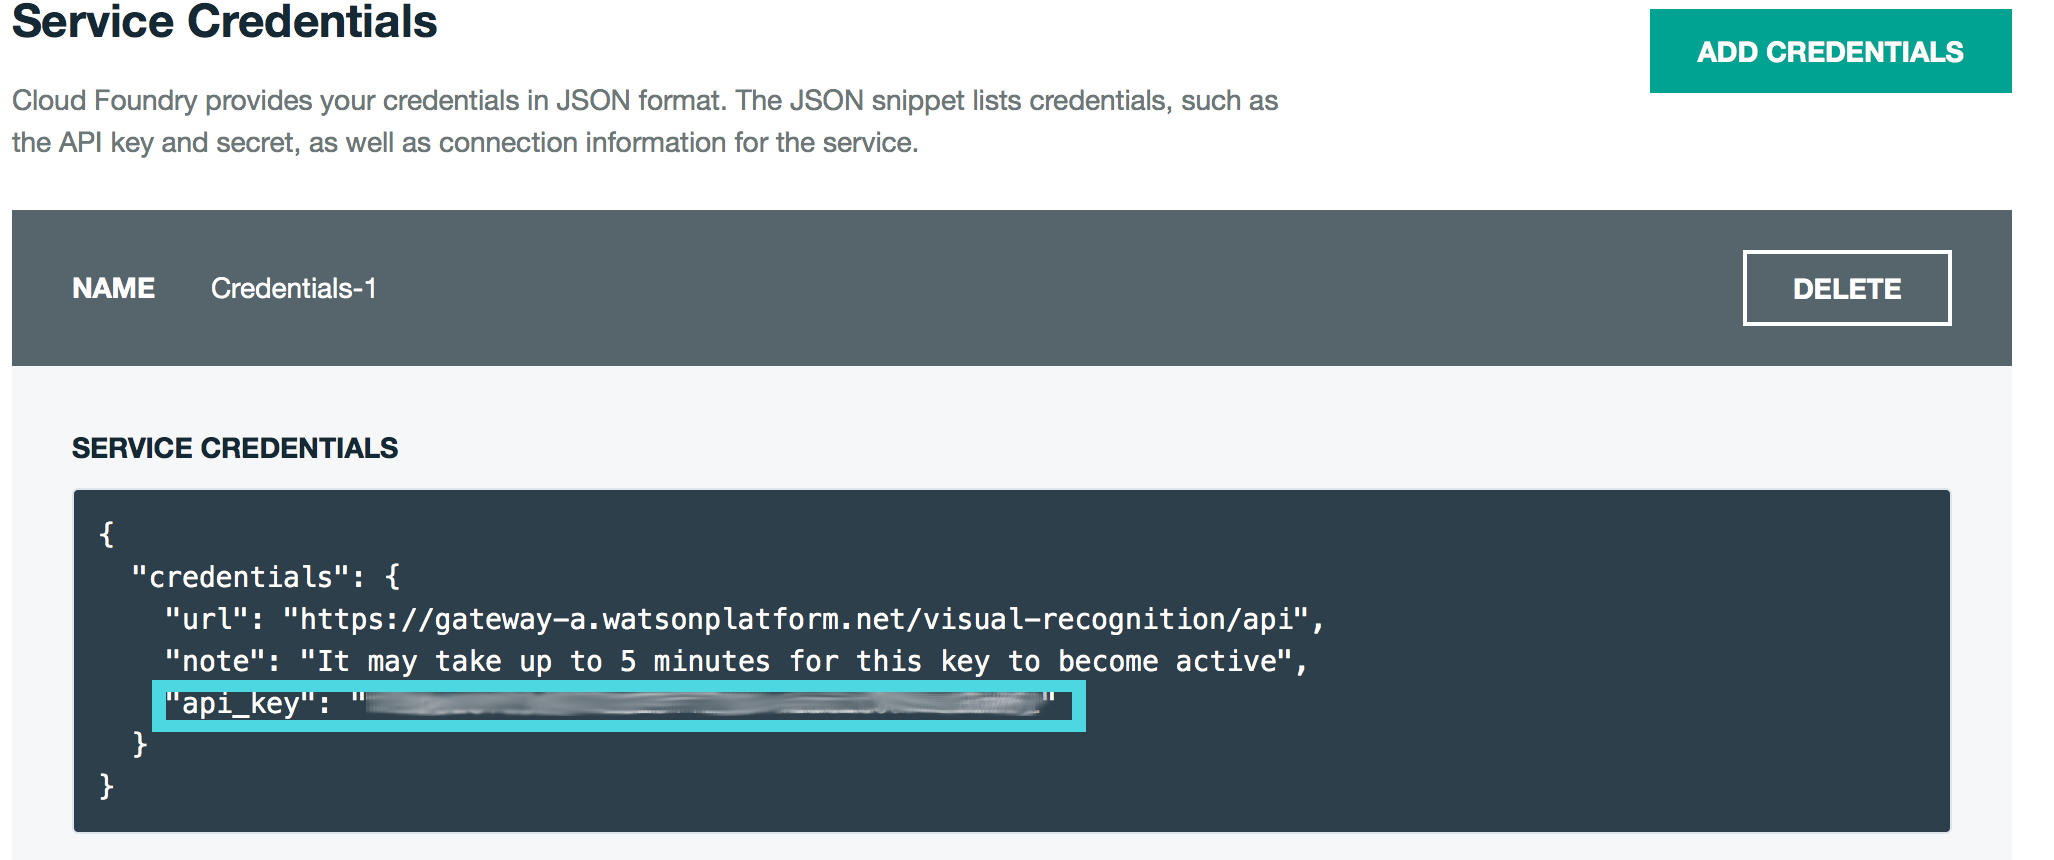 Service Credentials
ADD CREDENTIALS
Cloud Foundry provides your credentials in JSON format. The JSON snippet lists credentials, such as
the API key and secret, as well as connection information for the service.
NAME Credentials-1
DELETE
SERVICE CREDENTIALS
{
"credentials": {
"url": "https://gateway-a.watsonplatform.net/visual-recognition/api",
"note": "It may take up to 5 minutes for this key to become active",
"api_key": " "
}
}